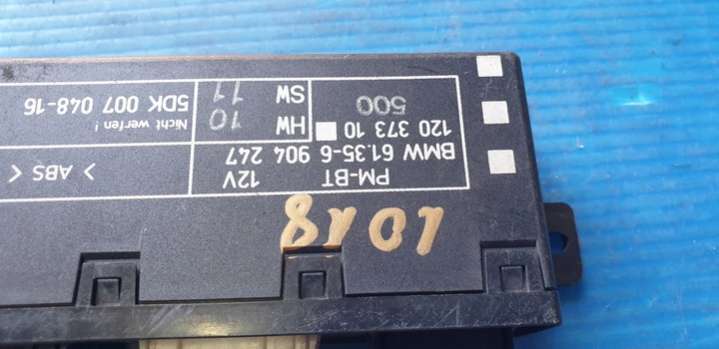 1018
PM-BT 12V > ABS <
BMW 61.35-6 904 247
120 373 10 HW 10 Nicht werfen !
500 SW 11 5DK 007 048-16